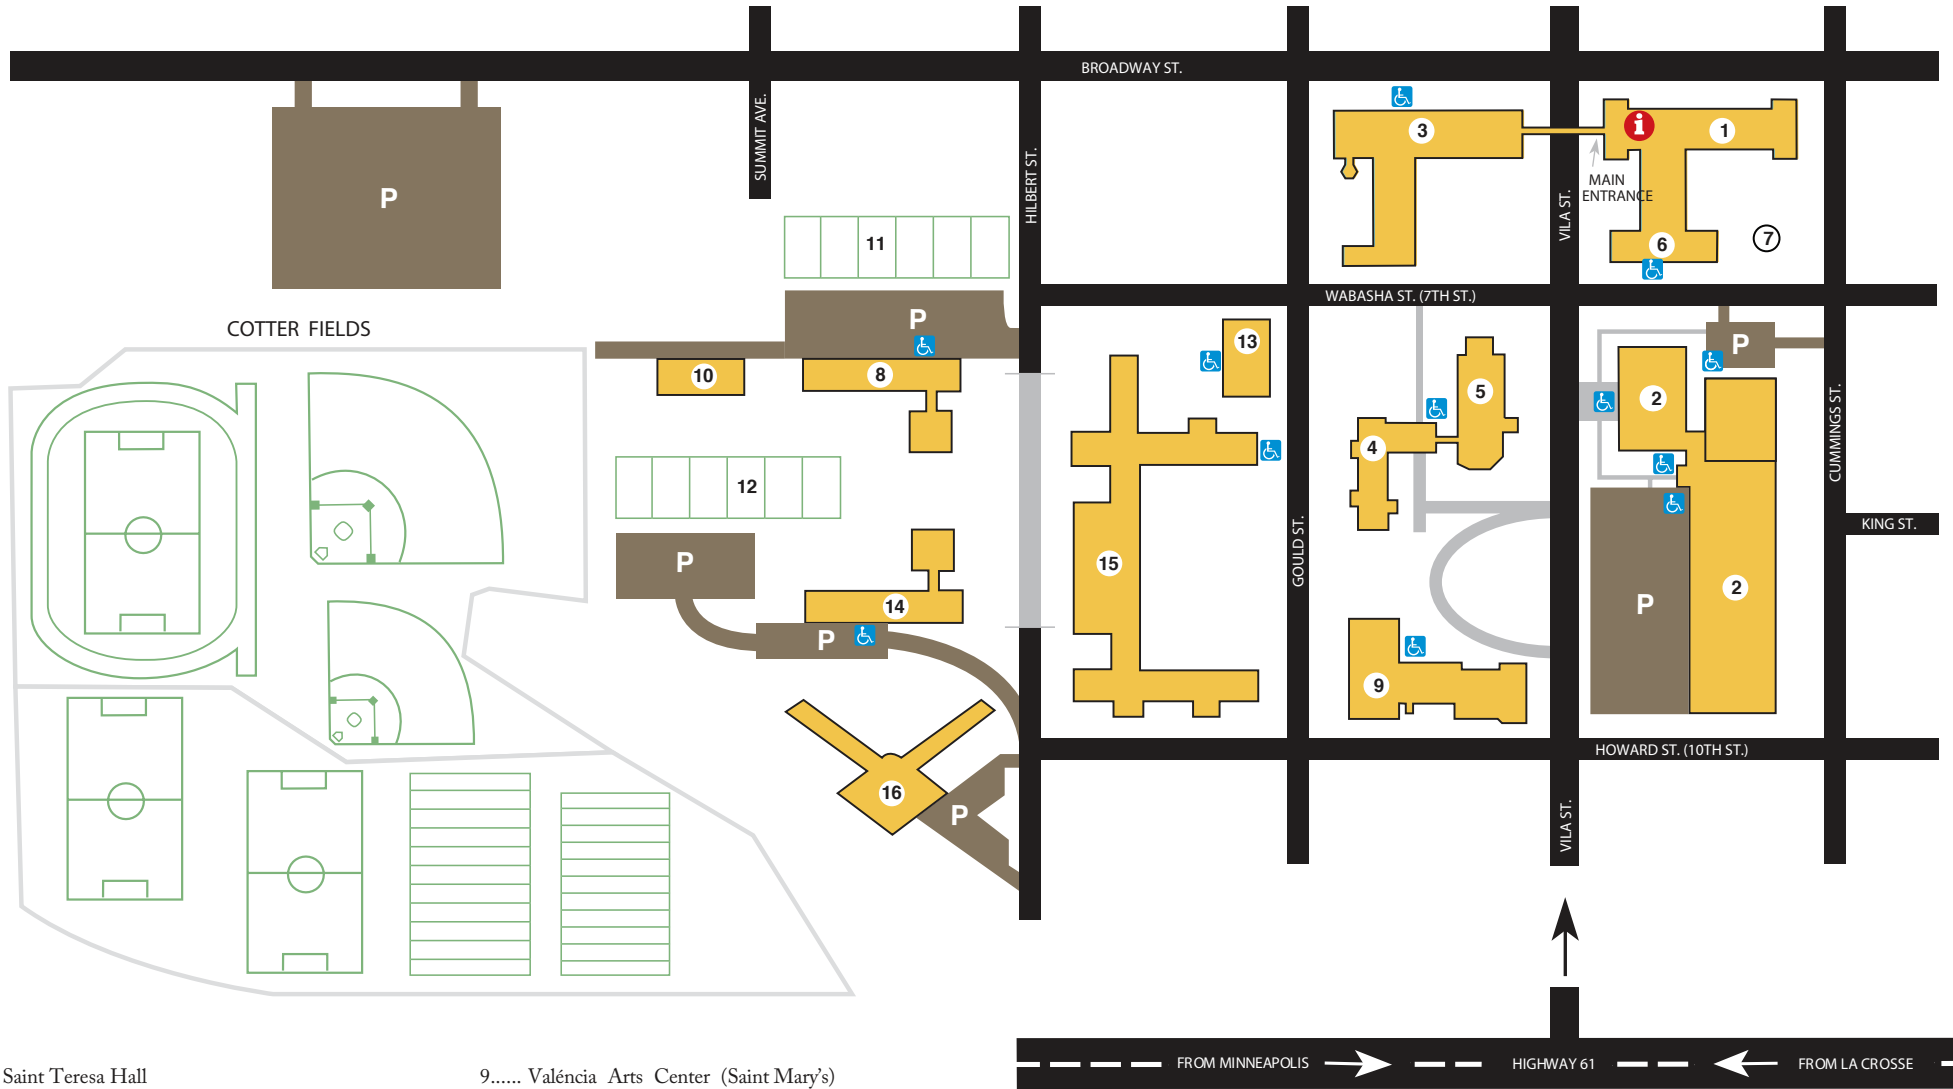 BROADWAY ST.
SUMMIT AVE.
HILBERT ST.
3
i
1
MAIN
ENTRANCE
VILA ST.
P
11
6
7
WABASHA ST. (7TH ST.)
COTTER FIELDS
P
13
P
10
8
5
2
CUMMINGS ST.
4
12
KING ST.
GOULD ST.
P
15
2
14
P
P
9
HOWARD ST. (10TH ST.)
16
P
VILA ST.
FROM MINNEAPOLIS
HIGHWAY 61
FROM LA CROSSE
Saint Teresa Hall
9...... Valéncia Arts Center (Saint Mary's)